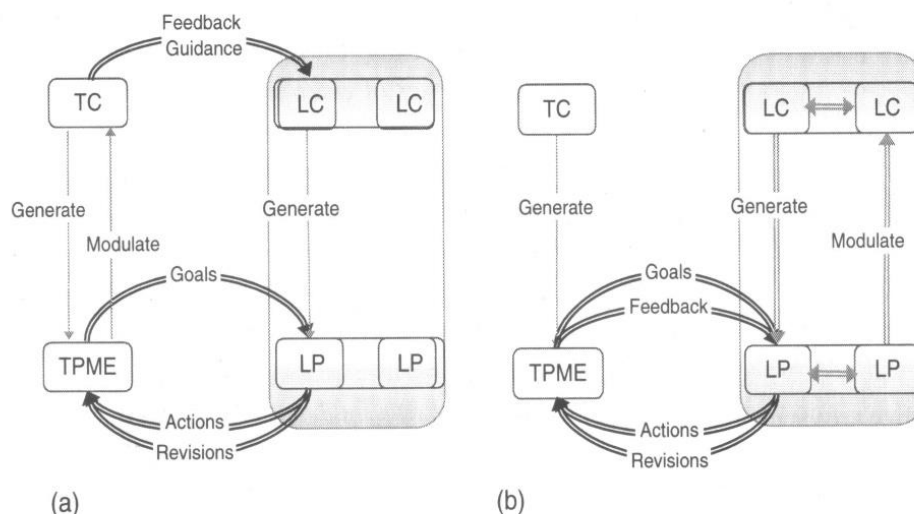 Feedback
Guidance
TC
LC
LC
Generate
Modulate
Generate
Goals
TPME
LP
LP
Actions
Revisions
(a)
TC
LC
LC
Generate
Generate
Modulate
Goals
Feedback
TPME
LP
LP
Actions
Revisions
(b)